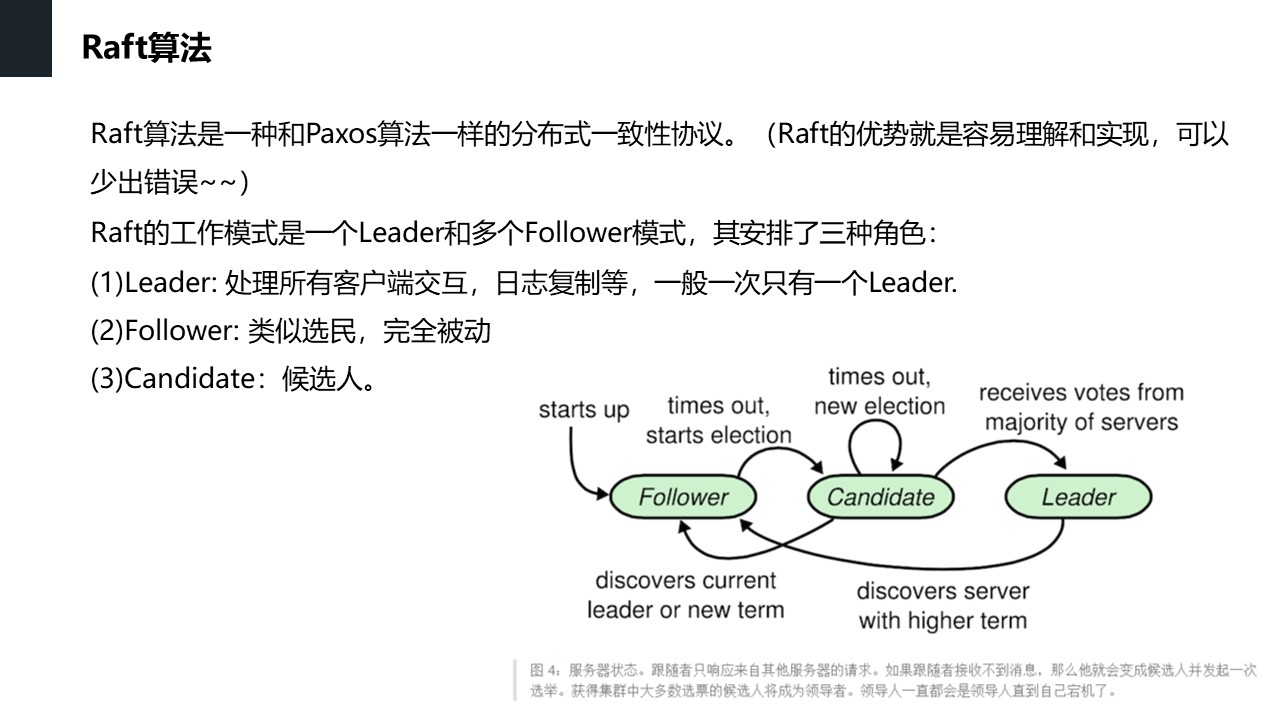 Raft算法
Raft算法是一种和Paxos算法一样的分布式一致性协议。（Raft的优势就是容易理解和实现，可以
少出错误~~）
Raft的工作模式是一个Leader和多个Follower模式，其安排了三种角色：
(1)Leader: 处理所有客户端交互，日志复制等，一般一次只有一个Leader.
(2)Follower: 类似选民，完全被动
(3)Candidate：候选人。
starts up
times out,
starts election
times out,
new election
receives votes from
majority of servers
Follower
Candidate
Leader
discovers current
leader or new term
discovers server
with higher term
图 4：服务器状态。跟随者只响应来自其他服务器的请求。如果跟随者接收不到消息，那么他就会变成候选人并发起一次
选举。获得集群中大多数选票的候选人将成为领导者。领导人一直都会是领导人直到自己宕机了。